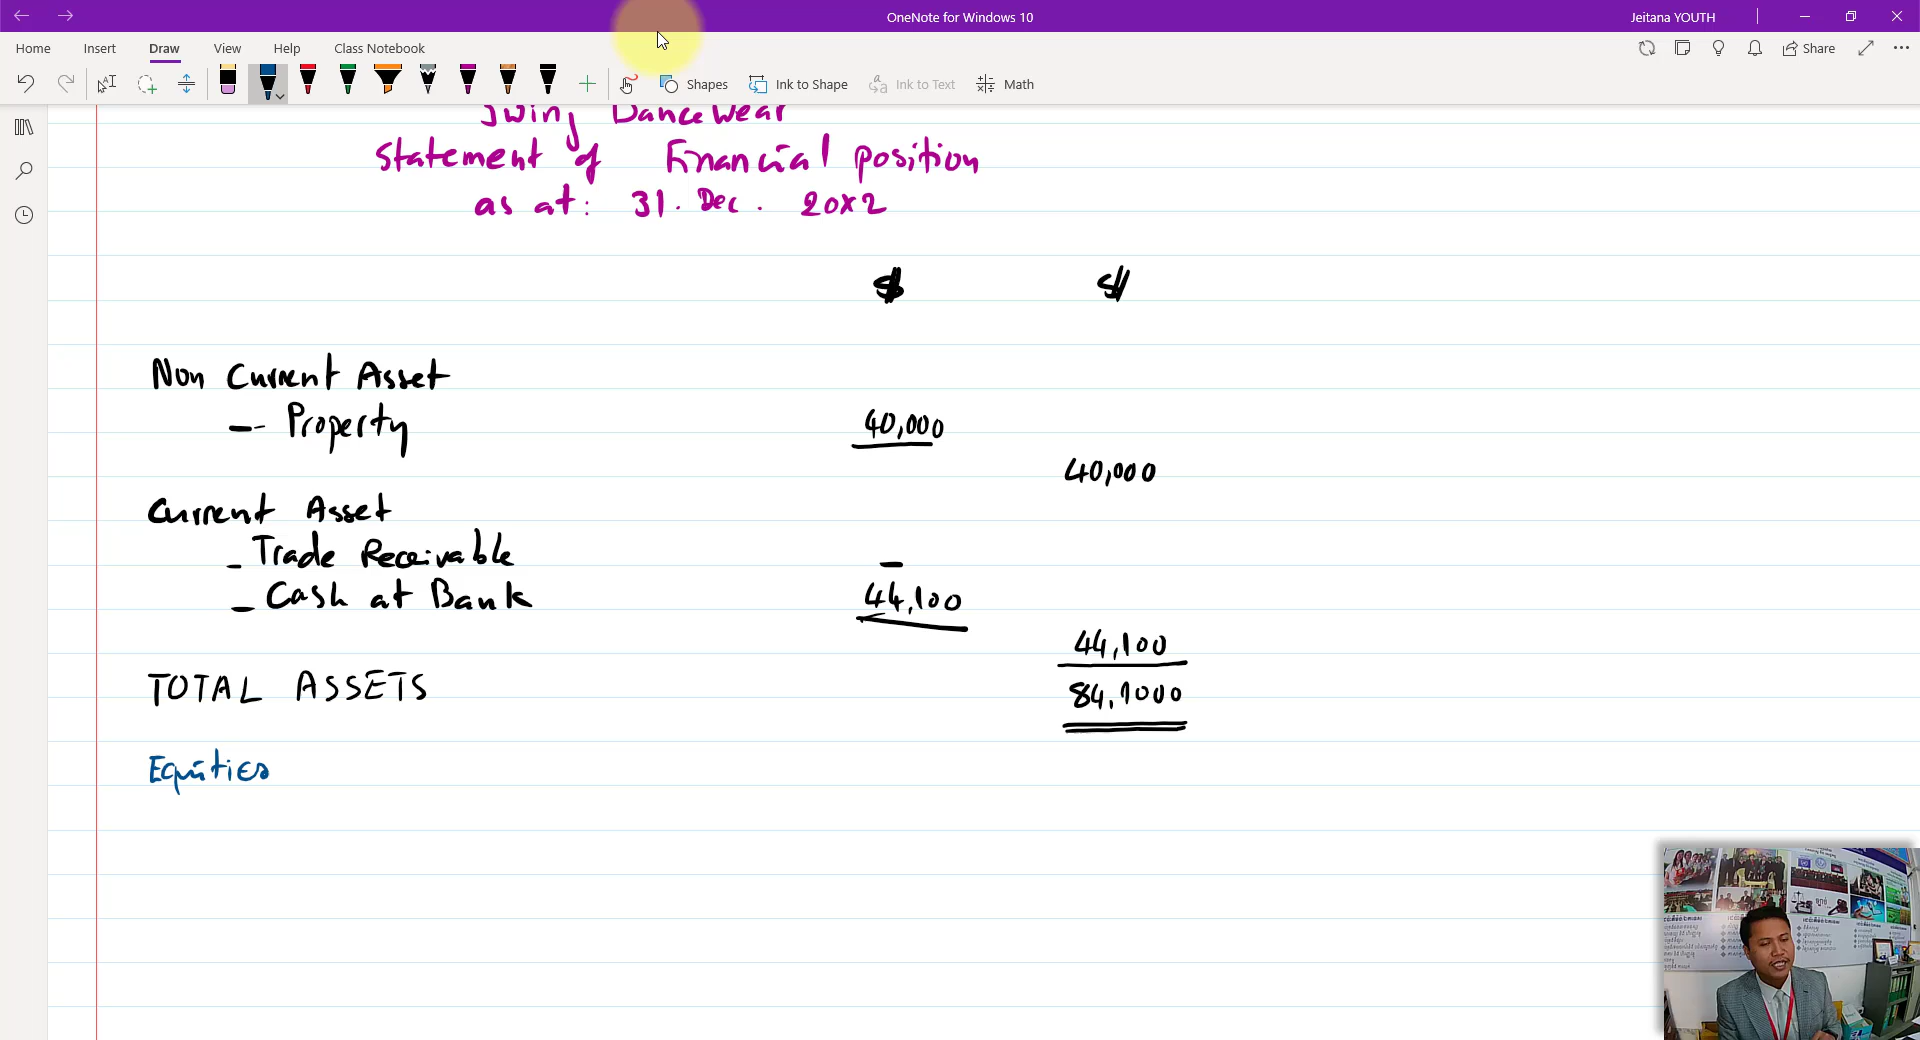 OneNote for Windows 10
Jeitana YOUTH
Home Insert Draw View Help Class Notebook
Share
Shapes Ink to Shape Ink to Text Math
Swing DanceWear
Statement of Financial position
as at: 31. Dec. 20X2
$ $
Non Current Asset
-- Property 40,000
40,000
Current Asset
- Trade Receivable -
- Cash at Bank 44,100
44,100
TOTAL ASSETS 84,1000
Equities